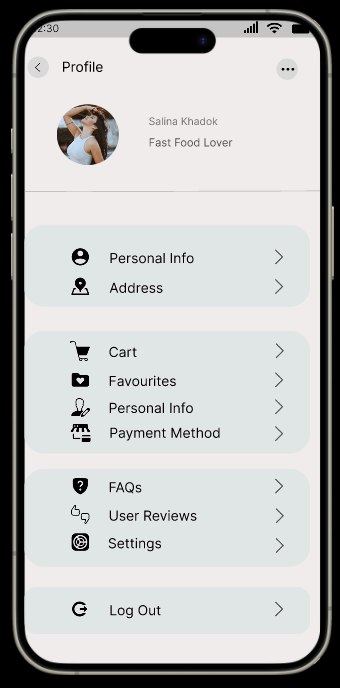 2:30
Profile
Salina Khadok
Fast Food Lover
Personal Info
Address
Cart
Favourites
Personal Info
Payment Method
FAQs
User Reviews
Settings
Log Out